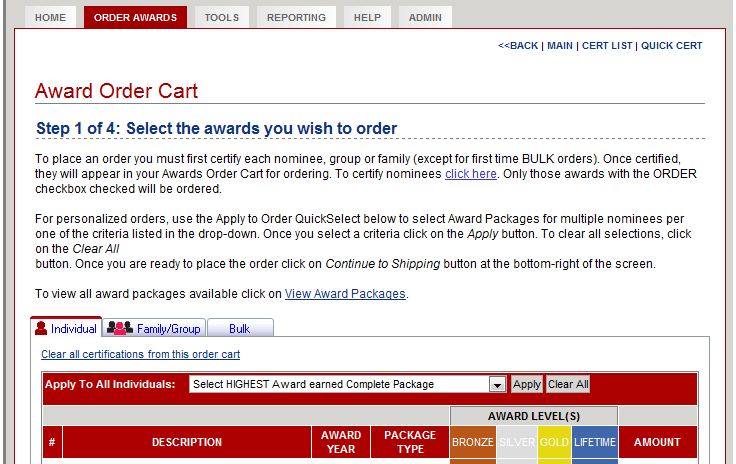 HOME ORDER AWARDS TOOLS REPORTING HELP ADMIN
<<BACK | MAIN | CERT LIST | QUICK CERT
Award Order Cart
Step 1 of 4: Select the awards you wish to order
To place an order you must first certify each nominee, group or family (except for first time BULK orders). Once certified,
they will appear in your Awards Order Cart for ordering. To certify nominees click here. Only those awards with the ORDER
checkbox checked will be ordered.
For personalized orders, use the Apply to Order QuickSelect below to select Award Packages for multiple nominees per
one of the criteria listed in the drop-down. Once you select a criteria click on the Apply button. To clear all selections, click
on the Clear All
button. Once you are ready to place the order click on Continue to Shipping button at the bottom-right of the screen.
To view all award packages available click on View Award Packages.
Individual Family/Group Bulk
Clear all certifications from this order cart
Apply To All Individuals: Select HIGHEST Award earned Complete Package Apply Clear All
AWARD LEVEL(S)
# DESCRIPTION AWARD YEAR PACKAGE TYPE BRONZE SILVER GOLD LIFETIME AMOUNT